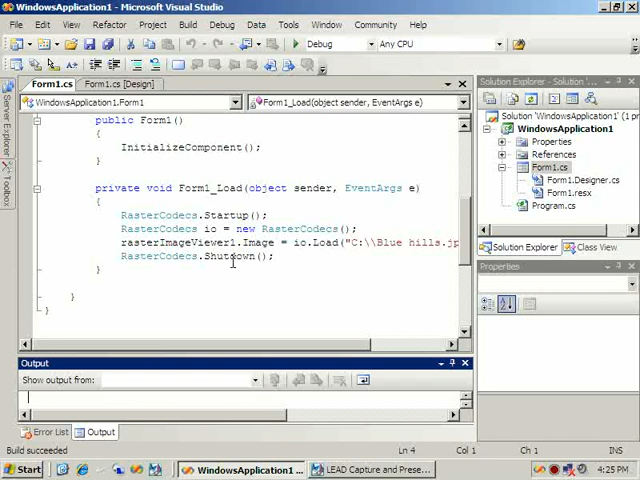 WindowsApplication1 - Microsoft Visual Studio
File Edit View Refactor Project Build Debug Data Tools Window Community Help
Debug Any CPU
Form1.cs Form1.cs [Design]
WindowsApplication1.Form1 Form1_Load(object sender, EventArgs e)
Server Explorer
Toolbox
public Form1()
{
InitializeComponent();
}
private void Form1_Load(object sender, EventArgs e)
{
RasterCodecs.Startup();
RasterCodecs io = new RasterCodecs();
rasterImageViewer1.Image = io.Load("C:\\Blue hills.jp
RasterCodecs.Shutdown();
}
}
}
Solution Explorer - Solution 'W
Solution 'WindowsApplication1' (1
WindowsApplication1
Properties
References
Form1.cs
Form1.Designer.cs
Form1.resx
Program.cs
Solution Explorer Class View
Properties
Output
Show output from:
Error List Output
Build succeeded Ln 4 Col 1 Ch 1 INS
Start WindowsApplication1 ... LEAD Capture and Prese... 4:25 PM